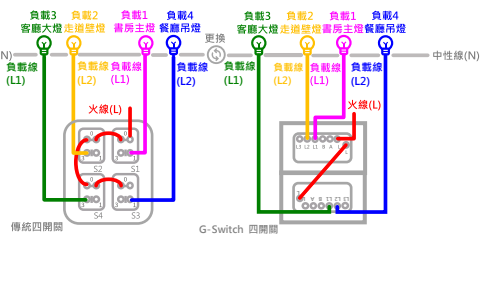 負載3
客廳大燈
負載2
走道壁燈
負載1
書房主燈
負載4
餐廳吊燈
更換
負載3
客廳大燈
負載2
走道壁燈
負載1
書房主燈
負載4
餐廳吊燈
N)
中性線(N)
負載線
(L1)
負載線
(L2)
負載線
(L1)
負載線
(L2)
負載線
(L1)
負載線
(L2)
負載線
(L1)
負載線
(L2)
火線(L)
火線(L)
S2
S1
S4
S3
L3 L2 L1 B A L
傳統四開關
G-Switch 四開關